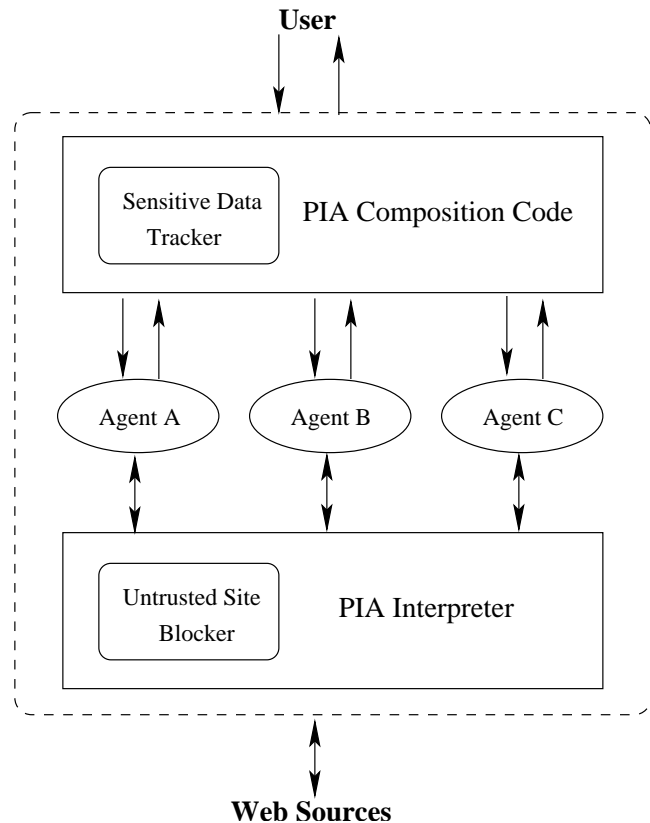 User
Sensitive Data
Tracker
PIA Composition Code
Agent A
Agent B
Agent C
Untrusted Site
Blocker
PIA Interpreter
Web Sources